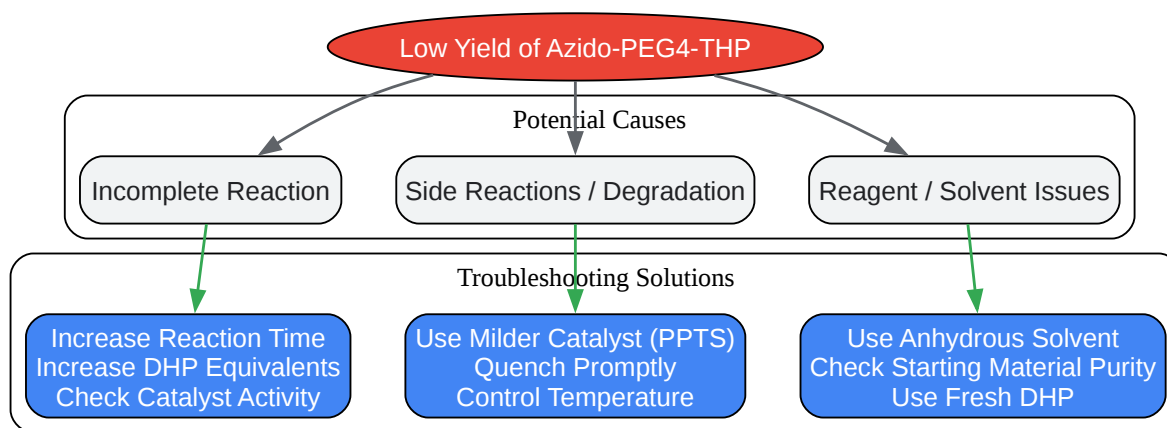 Low Yield of Azido-PEG4-THP
Potential Causes
Incomplete Reaction
Side Reactions / Degradation
Reagent / Solvent Issues
Troubleshooting Solutions
Increase Reaction Time
Increase DHP Equivalents
Check Catalyst Activity
Use Milder Catalyst (PPTS)
Quench Promptly
Control Temperature
Use Anhydrous Solvent
Check Starting Material Purity
Use Fresh DHP